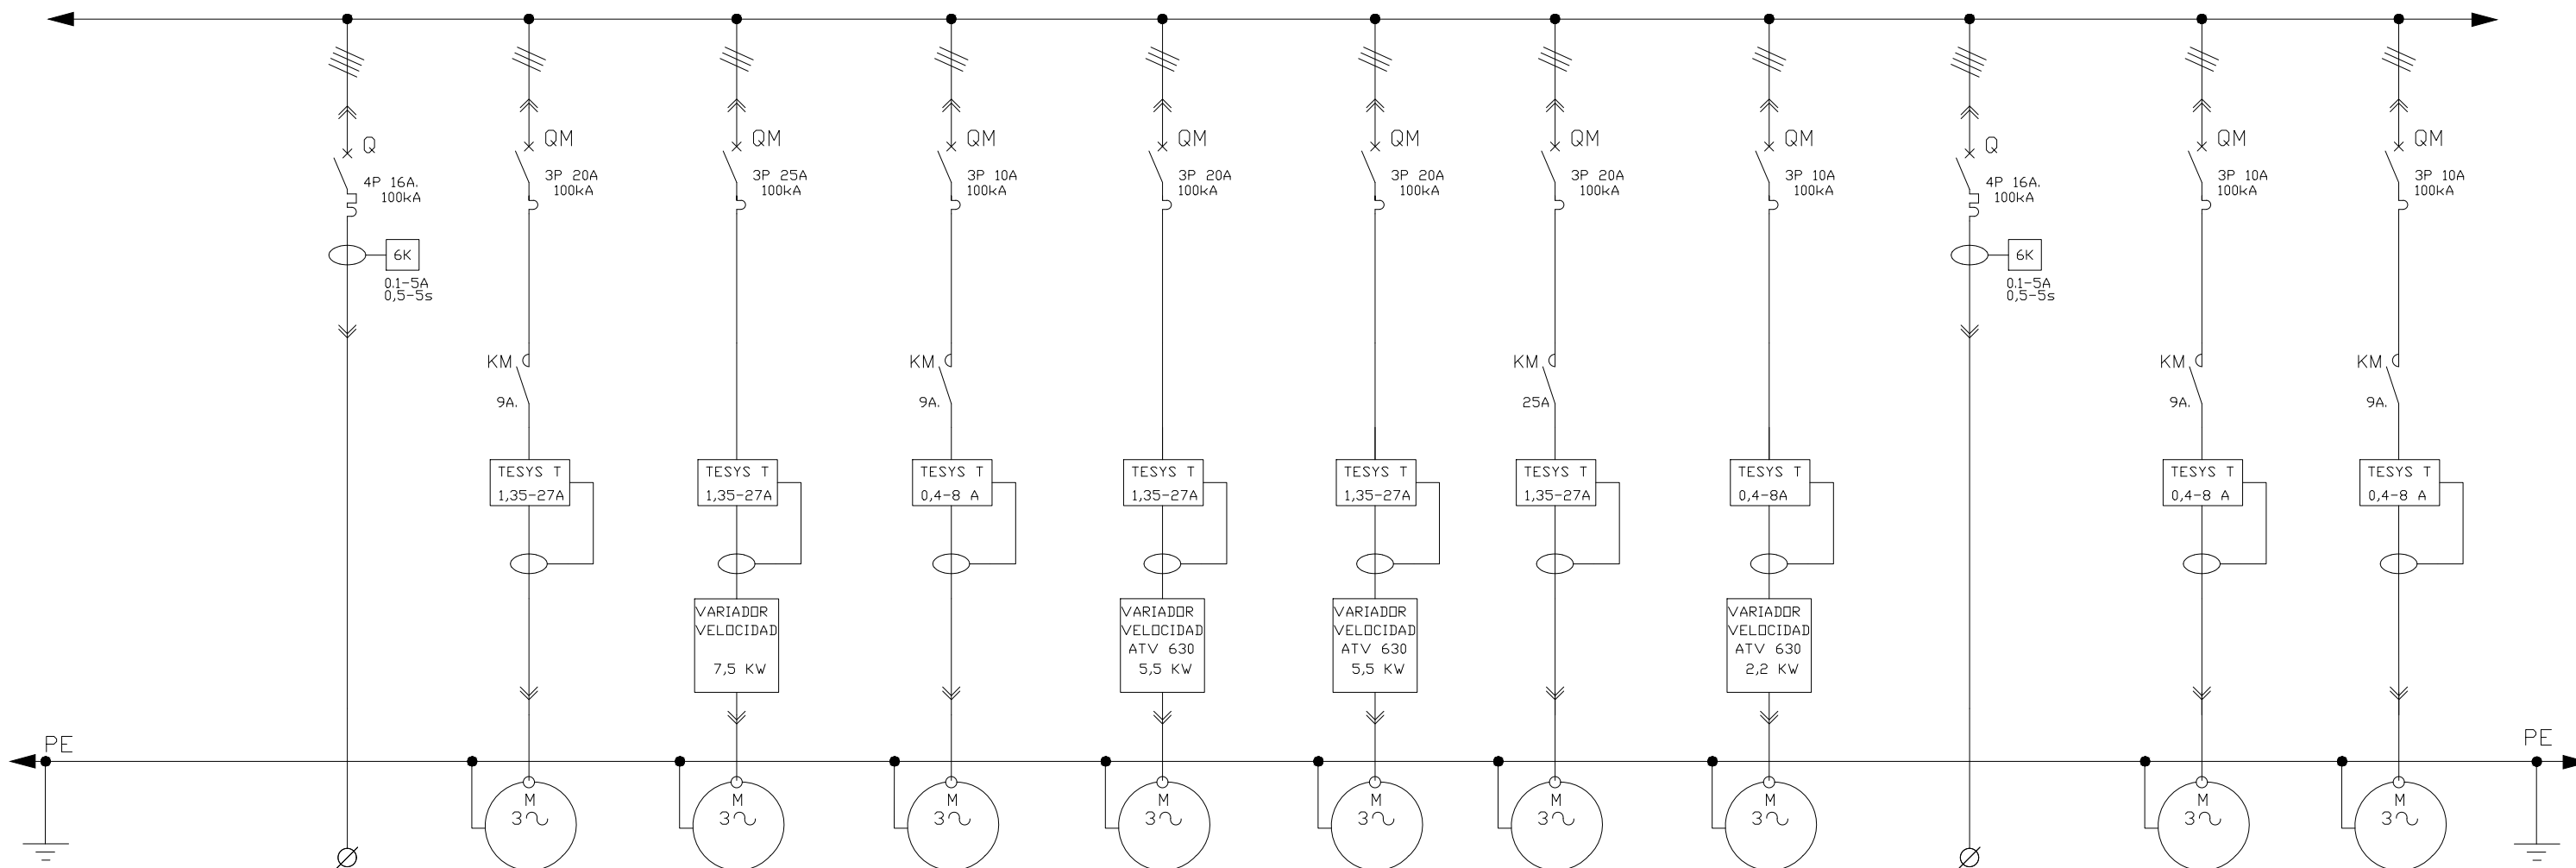 Q
4P 16A.
100kA
6K
0.1-5A
0,5-5s
QM
3P 20A
100kA
KM
9A.
TESYS T
1,35-27A
M
3
QM
3P 25A
100kA
TESYS T
1,35-27A
VARIADOR
VELOCIDAD
7,5 KW
M
3
QM
3P 10A
100kA
KM
9A.
TESYS T
0,4-8 A
M
3
QM
3P 20A
100kA
TESYS T
1,35-27A
VARIADOR
VELOCIDAD
ATV 630
5,5 KW
M
3
QM
3P 20A
100kA
TESYS T
1,35-27A
VARIADOR
VELOCIDAD
ATV 630
5,5 KW
M
3
QM
3P 20A
100kA
KM
25A
TESYS T
1,35-27A
M
3
QM
3P 10A
100kA
TESYS T
0,4-8A
VARIADOR
VELOCIDAD
ATV 630
2,2 KW
M
3
Q
4P 16A.
100kA
6K
0.1-5A
0,5-5s
QM
3P 10A
100kA
KM
9A.
TESYS T
0,4-8 A
M
3
QM
3P 10A
100kA
KM
9A.
TESYS T
0,4-8 A
M
3
PE
PE